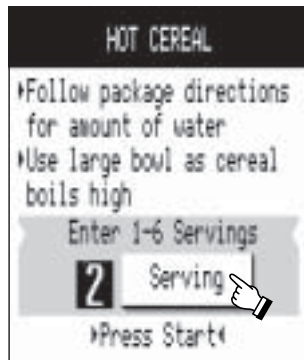 HOT CEREAL
Follow package directions
for amount of water
Use large bowl as cereal
boils high
Enter 1-6 Servings
2 Serving
Press Start